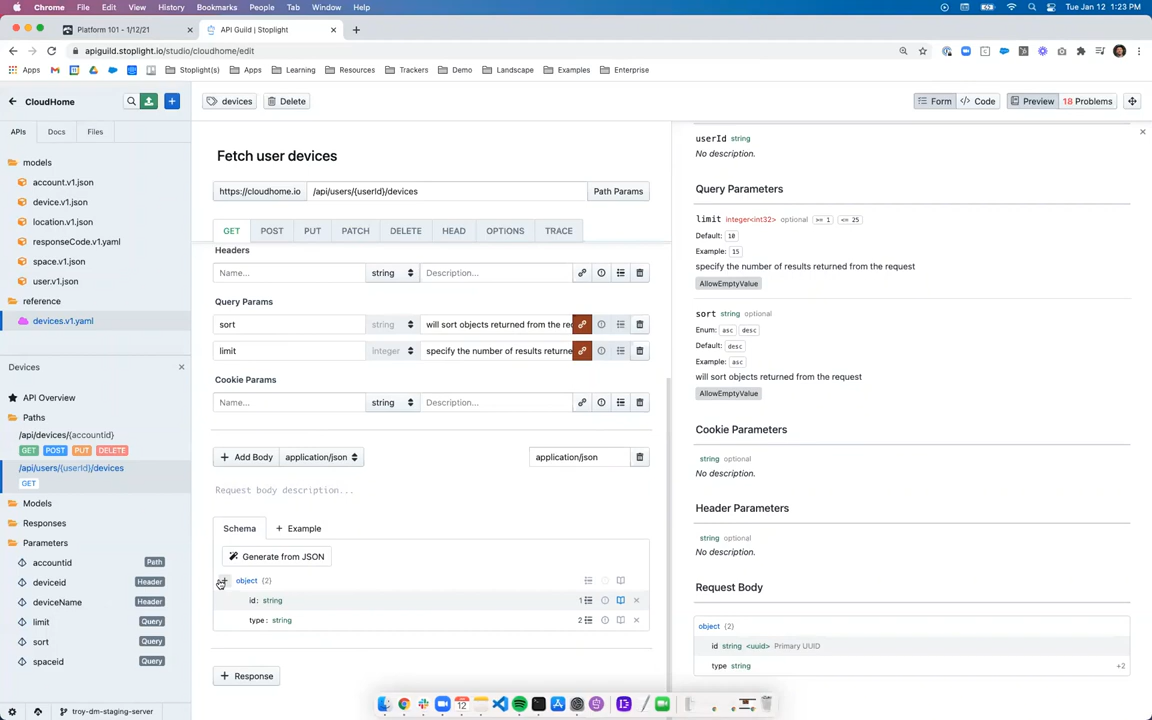 Chrome File Edit View History Bookmarks People Tab Window Help Tue Jan 12 1:23 PM
Platform 101 - 1/12/21 API Guild | Stoplight
apiguild.stoplight.io/studio/cloudhome/edit
Apps Stoplight(s) Apps Learning Resources Trackers Demo Landscape Examples Enterprise
CloudHome
APIs Docs Files
models
account.v1.json
device.v1.json
location.v1.json
responseCode.v1.yaml
space.v1.json
user.v1.json
reference
devices.v1.yaml
Devices
API Overview
Paths
/api/devices/{accountid}
GET POST PUT DELETE
/api/users/{userId}/devices
GET
Models
Responses
Parameters
accountid Path
deviceid Header
deviceName Header
limit Query
sort Query
spaceid Query
troy-dm-staging-server
devices Delete
Form Code Preview 18 Problems
Fetch user devices
https://cloudhome.io /api/users/{userId}/devices Path Params
GET POST PUT PATCH DELETE HEAD OPTIONS TRACE
Headers
Name... string Description...
Query Params
sort string will sort objects returned from the rec
limit integer specify the number of results returne
Cookie Params
Name... string Description...
Add Body application/json application/json
Request body description...
Schema + Example
Generate from JSON
object {2}
id: string 1
type: string 2
+ Response
userId string
No description.
Query Parameters
limit integer<int32> optional >= 1 <= 25
Default: 10
Example: 15
specify the number of results returned from the request
AllowEmptyValue
sort string optional
Enum: asc desc
Default: desc
Example: asc
will sort objects returned from the request
AllowEmptyValue
Cookie Parameters
string optional
No description.
Header Parameters
string optional
No description.
Request Body
object {2}
id string <uuid> Primary UUID
type string +2